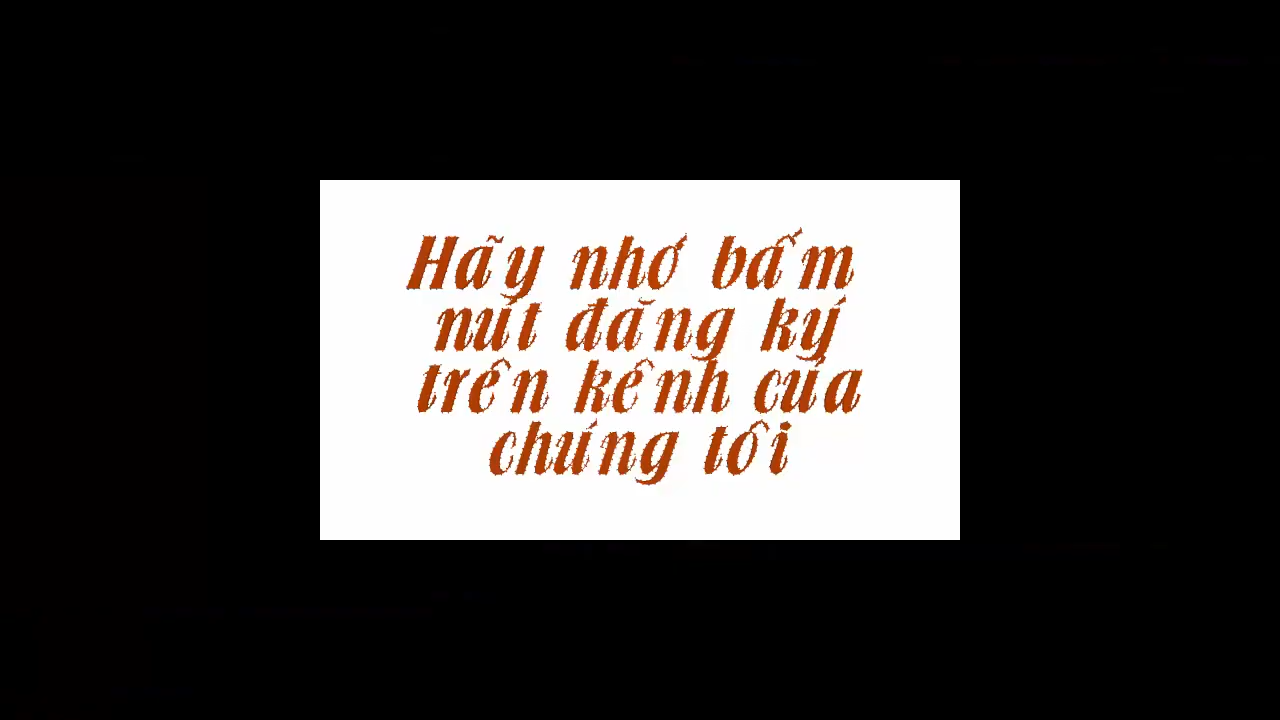 Hãy nhớ bấm
nút đăng ký
trên kênh của
chúng tôi